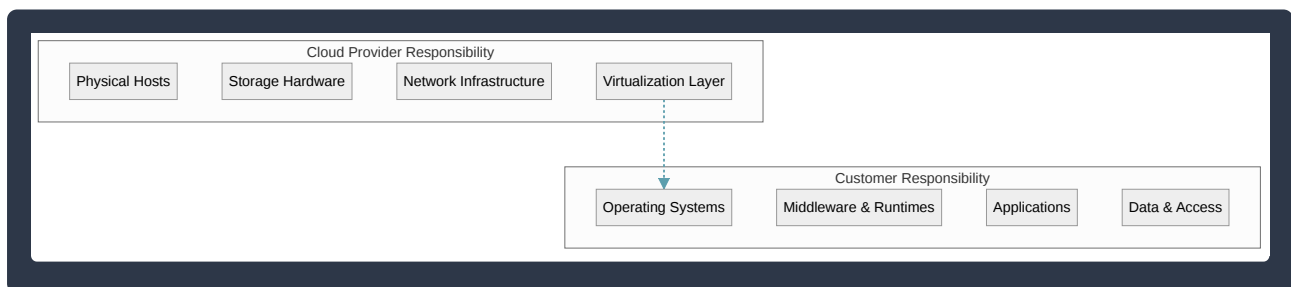 Cloud Provider Responsibility
Physical Hosts
Storage Hardware
Network Infrastructure
Virtualization Layer
Customer Responsibility
Operating Systems
Middleware & Runtimes
Applications
Data & Access